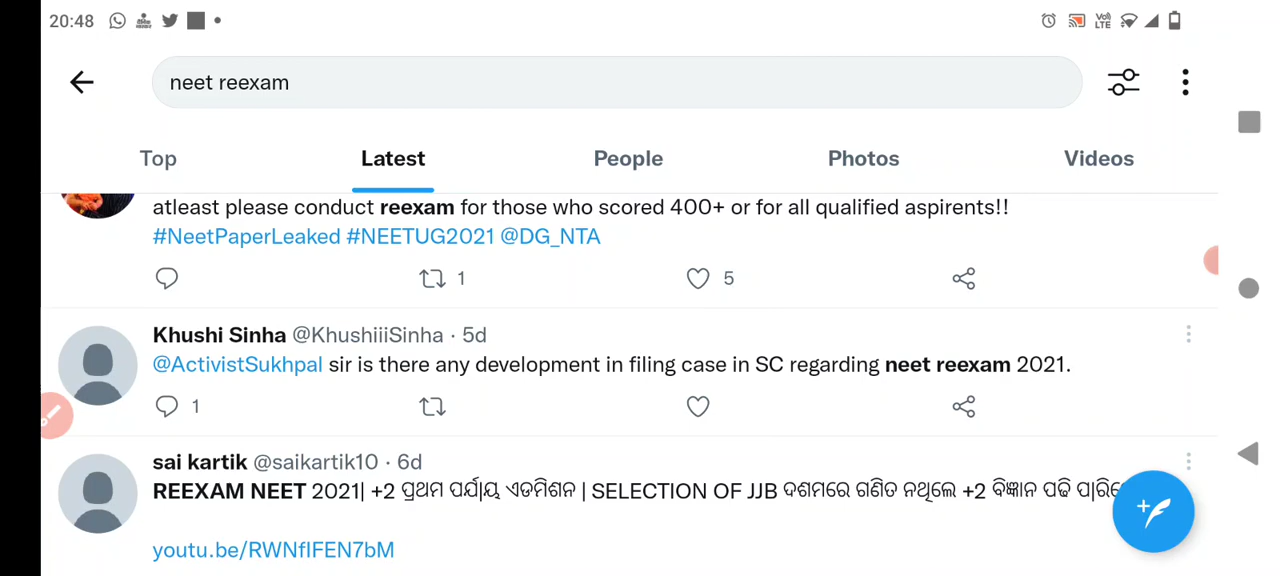 20:48
VoI) LTE
neet reexam
Top Latest People Photos Videos
atleast please conduct reexam for those who scored 400+ or for all qualified aspirents!!
#NeetPaperLeaked #NEETUG2021 @DG_NTA
1 5
Khushi Sinha @KhushiiiSinha · 5d
@ActivistSukhpal sir is there any development in filing case in SC regarding neet reexam 2021.
1
sai kartik @saikartik10 · 6d
REEXAM NEET 2021| +2 ପ୍ରଥମ ପର୍ଯ୍ୟାୟ ଏଡମିଶନ | SELECTION OF JJB ଦଶମରେ ଗଣିତ ନଥିଲେ +2 ବିଜ୍ଞାନ ପଢି
youtu.be/RWNfIFEN7bM